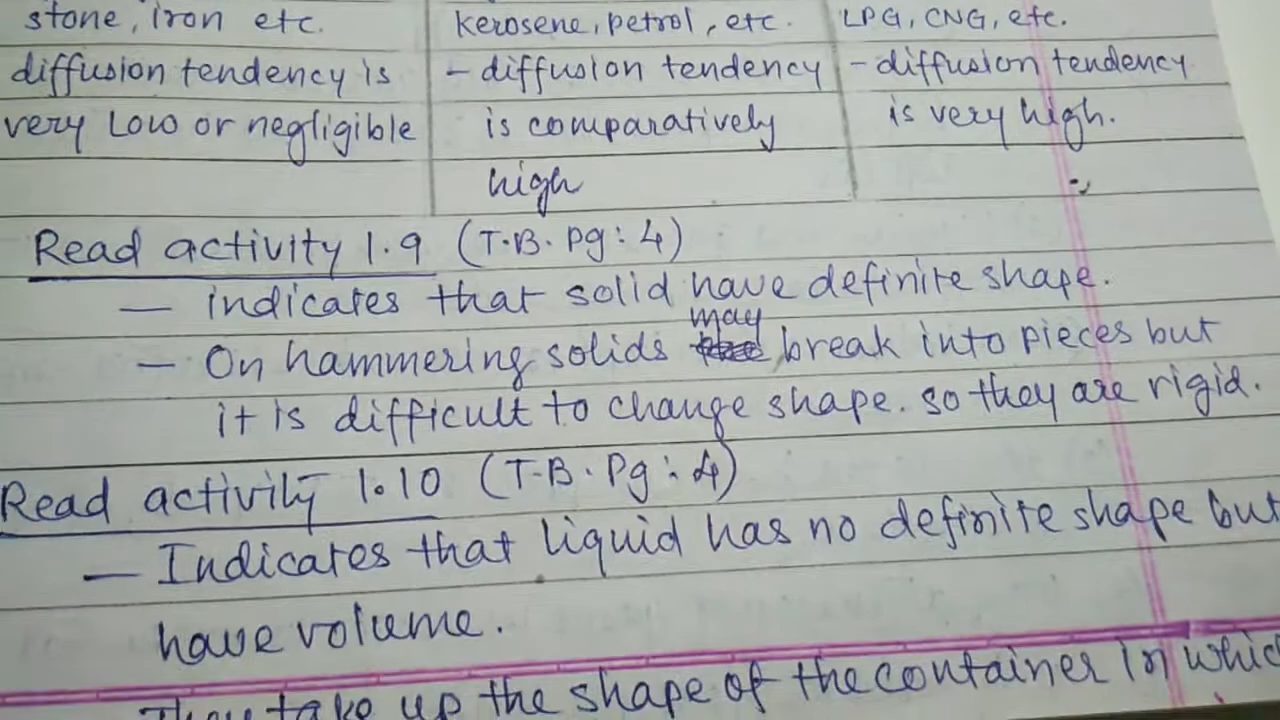 stone, iron etc. kerosene, petrol, etc. LPG, CNG, etc.
diffusion tendency is - diffusion tendency - diffusion tendency
very Low or negligible is comparatively is very high.
high
Read activity 1.9 (T.B. Pg: 4)
— indicates that solid have definite shape.
may
— On hammering solids break into pieces but
it is difficult to change shape. so they are rigid.
Read activity 1.10 (T.B. Pg: 4)
— Indicates that liquid has no definite shape but
have volume.
They take up the shape of the container in